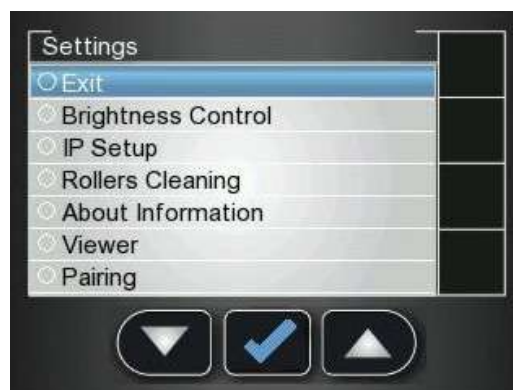 Settings
Exit
Brightness Control
IP Setup
Rollers Cleaning
About Information
Viewer
Pairing